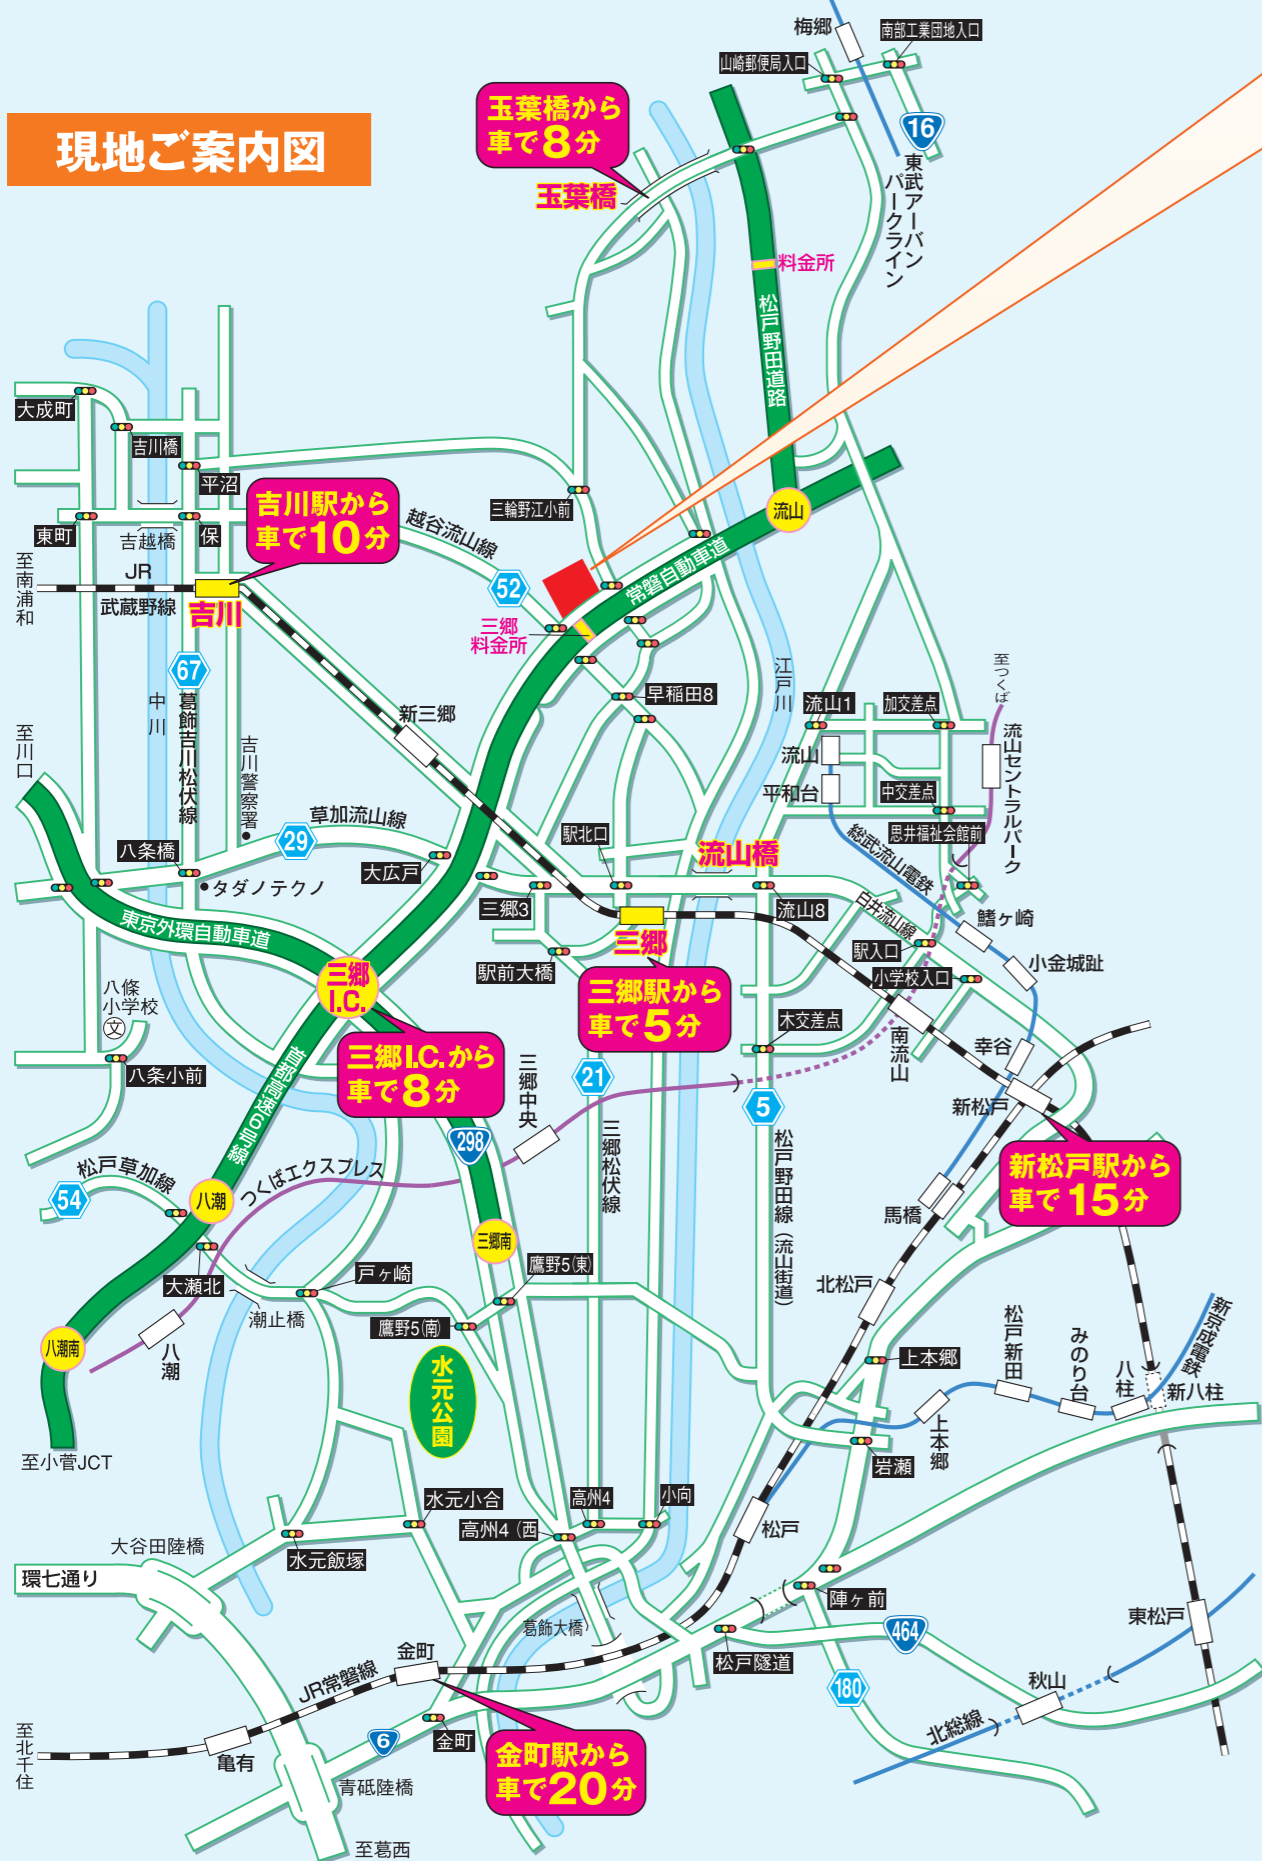 現地ご案内図
梅郷
南部工業団地入口
山崎郵便局入口
16
東武アーバン
パークライン
玉葉橋から
車で8分
玉葉橋
料金所
松戸野田道路
流山
大成町
吉川橋
平沼
東町
吉越橋
保
吉川駅から
車で10分
越谷流山線
三輪野江小前
52
常磐自動車道
至南浦和
JR
武蔵野線
吉川
三郷
料金所
67
中川
葛飾吉川松伏線
吉川警察署
新三郷
早稲田8
江戸川
流山1
加交差点
至つくば
流山セントラルパーク
流山
平和台
中交差点
思井福祉会館前
総武流山電鉄
至川口
草加流山線
29
八条橋
タダノテクノ
大広戸
駅北口
流山橋
三郷3
流山8
白井流山線
鰭ヶ崎
駅入口
小金城趾
小学校入口
三郷
駅前大橋
東京外環自動車道
三郷
I.C.
三郷駅から
車で5分
木交差点
南流山
幸谷
新松戸
八條
小学校
文
八条小前
三郷I.C.から
車で8分
首都高速6号線
298
三郷中央
21
三郷松伏線
5
松戸野田線(流山街道)
新松戸駅から
車で15分
馬橋
松戸草加線
54
八潮
つくばエクスプレス
三郷南
鷹野5(東)
大瀬北
戸ヶ崎
潮止橋
鷹野5(南)
八潮南
八潮
水元公園
北松戸
上本郷
松戸新田
みのり台
八柱
新京成電鉄
新八柱
上本郷
岩瀬
至小菅JCT
水元小合
高州4
小向
高州4(西
松戸
大谷田陸橋
水元飯塚
環七通り
葛飾大橋
陣ヶ前
464
東松戸
松戸隧道
金町
JR常磐線
180
秋山
北総線
至北千住
亀有
6
金町
青砥陸橋
金町駅から
車で20分
至葛西